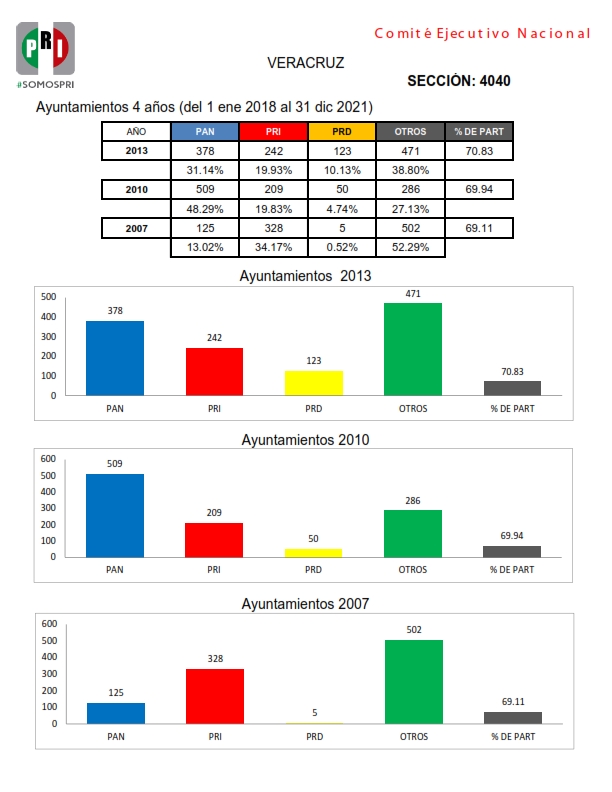 Comité Ejecutivo Nacional
PRI
#SOMOSPRI
VERACRUZ
SECCIÓN: 4040
Ayuntamientos 4 años (del 1 ene 2018 al 31 dic 2021)
AÑO PAN PRI PRD OTROS % DE PART
2013 378 242 123 471 70.83
31.14% 19.93% 10.13% 38.80%
2010 509 209 50 286 69.94
48.29% 19.83% 4.74% 27.13%
2007 125 328 5 502 69.11
13.02% 34.17% 0.52% 52.29%
Ayuntamientos 2013
500
400
300
200
100
0
378 242 123 471 70.83
PAN PRI PRD OTROS % DE PART
Ayuntamientos 2010
600
500
400
300
200
100
0
509 209 50 286 69.94
PAN PRI PRD OTROS % DE PART
Ayuntamientos 2007
600
500
400
300
200
100
0
125 328 5 502 69.11
PAN PRI PRD OTROS % DE PART